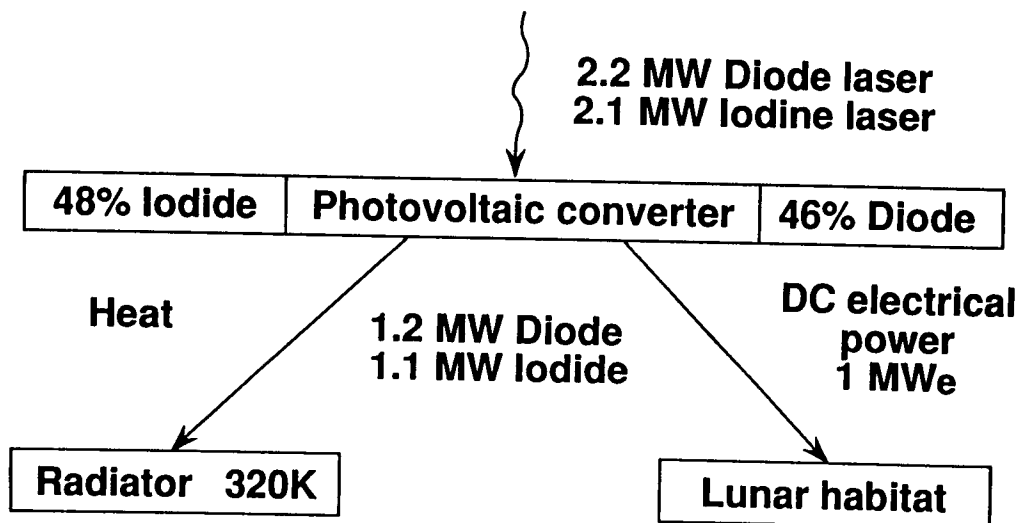 2.2 MW Diode laser
2.1 MW Iodine laser
48% Iodide
Photovoltaic converter
46% Diode
Heat
1.2 MW Diode
1.1 MW Iodide
DC electrical
power
1 MWe
Radiator 320K
Lunar habitat